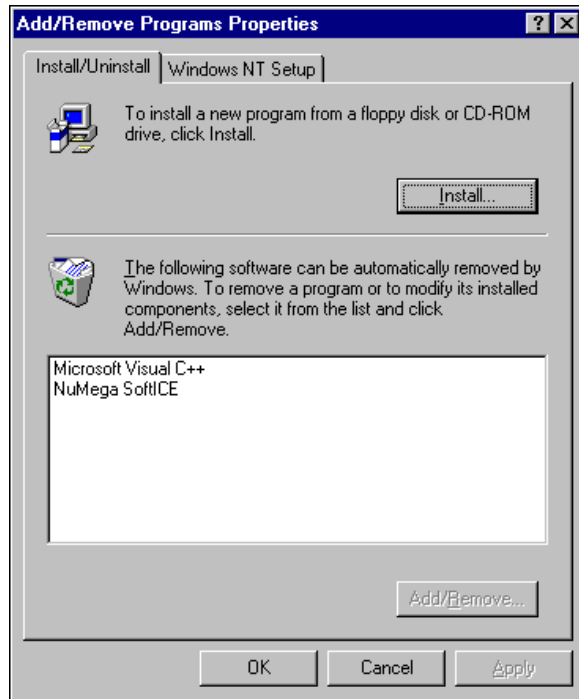 Add/Remove Programs Properties
Install/Uninstall
Windows NT Setup
To install a new program from a floppy disk or CD-ROM
drive, click Install.
Install...
The following software can be automatically removed by
Windows. To remove a program or to modify its installed
components, select it from the list and click
Add/Remove.
Microsoft Visual C++
NuMega SoftICE
Add/Remove...
OK
Cancel
Apply